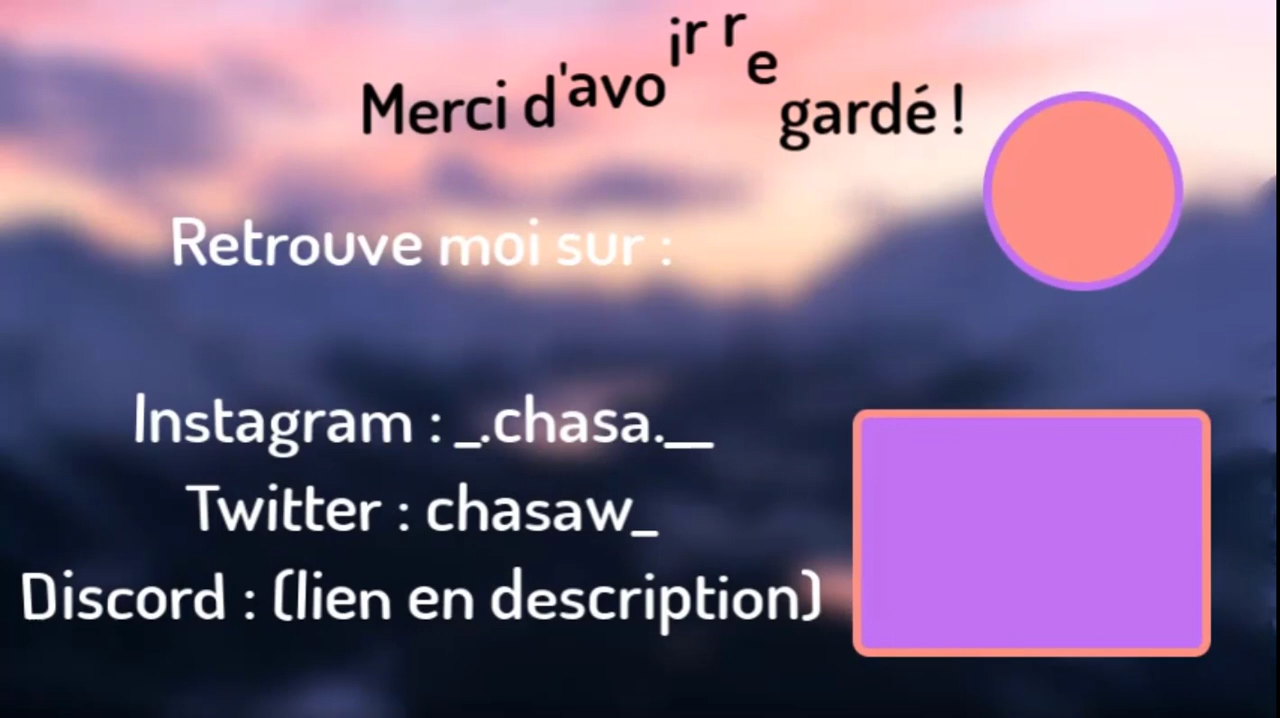 Merci d'avoir regardé !
Retrouve moi sur :
Instagram : _.chasa.__
Twitter : chasaw_
Discord : (lien en description)